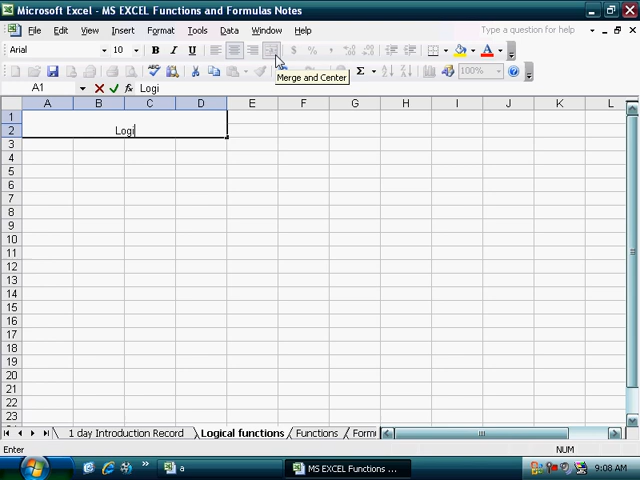 Microsoft Excel - MS EXCEL Functions and Formulas Notes
File Edit View Insert Format Tools Data Window Help
Type a question for help
Arial 10 B I U $ % ,
Merge and Center
Σ 100%
A1 Logi
A B C D E F G H I J K L
1
2 Logi
3
4
5
6
7
8
9
10
11
12
13
14
15
16
17
18
19
20
21
22
23
1 day Introduction Record Logical functions Functions Formu
Enter NUM
a MS EXCEL Functions ... 9:08 AM